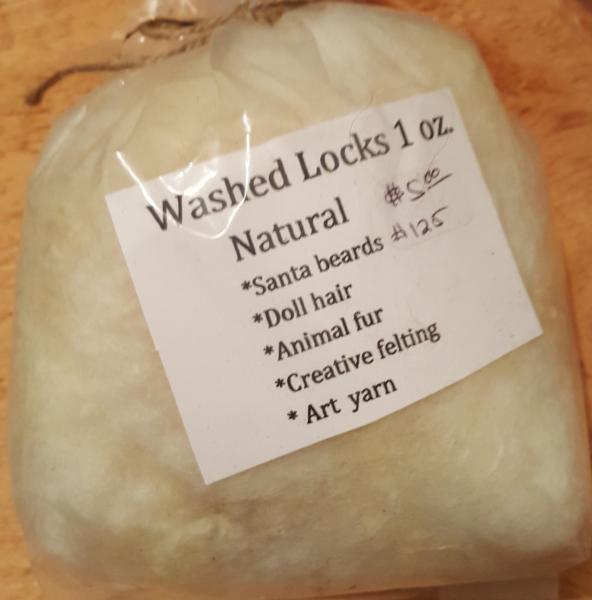 Washed Locks 1 oz.
Natural $5.00
*Santa beards #125
*Doll hair
*Animal fur
*Creative felting
* Art yarn